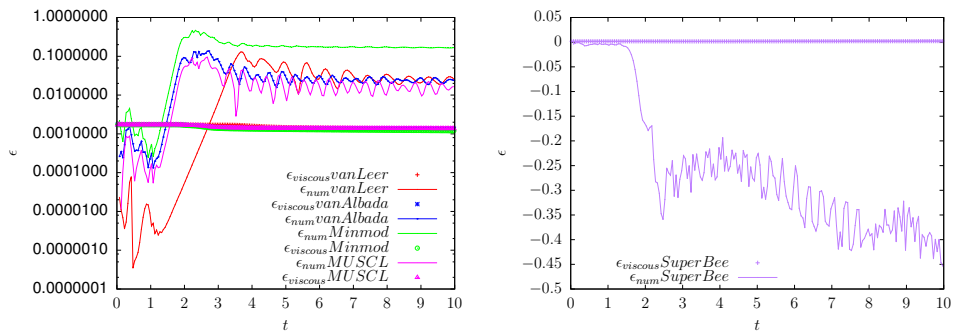 1.0000000
0.1000000
0.0100000
0.0010000
0.0001000
0.0000100
0.0000010
0.0000001
ϵ
0 1 2 3 4 5 6 7 8 9 10
t
ϵviscousvanLeer
ϵnumvanLeer
ϵviscousvanAlbada
ϵnumvanAlbada
ϵnumMinmod
ϵviscousMinmod
ϵnumMUSCL
ϵviscousMUSCL
0.05
0
−0.05
−0.1
−0.15
−0.2
−0.25
−0.3
−0.35
−0.4
−0.45
−0.5
ϵ
0 1 2 3 4 5 6 7 8 9 10
t
ϵviscousSuperBee
ϵnumSuperBee